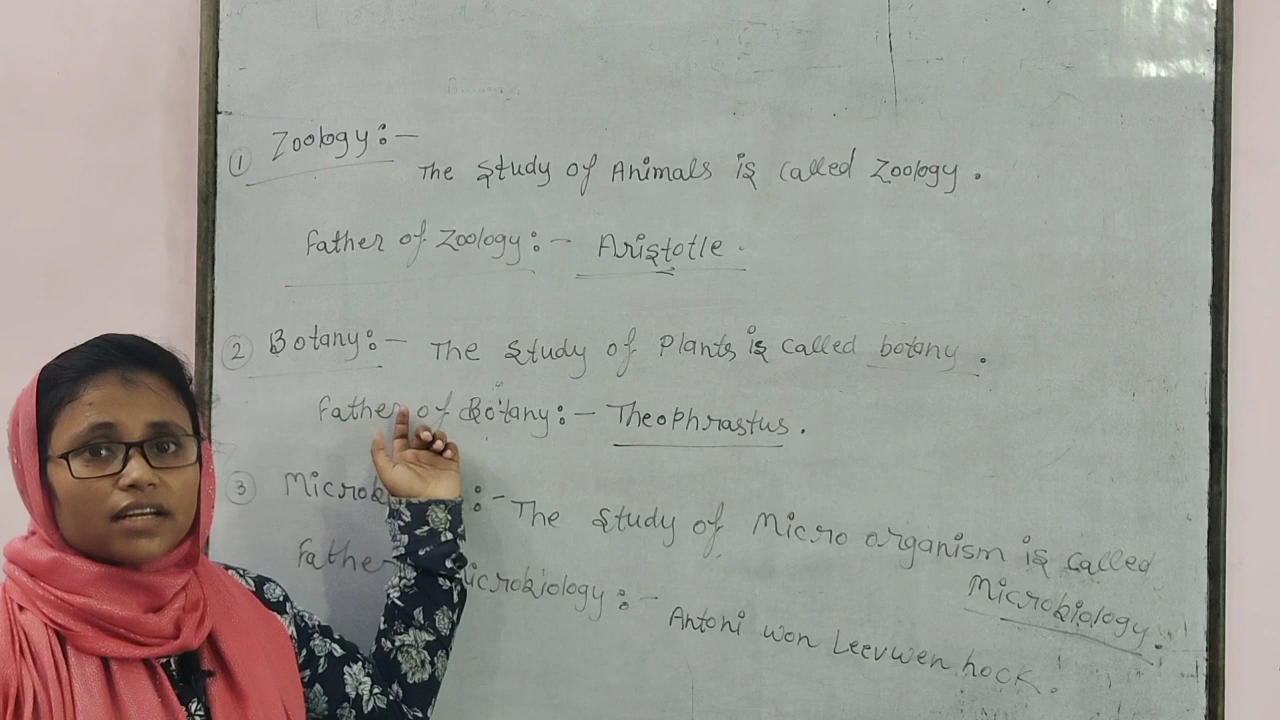 ① Zoology:-
The Study of Animals is called Zoology.
Father of Zoology:- Aristotle.
② Botany:- The Study of Plants is called botany.
Father of Botany:- Theophrastus.
③ Microb :- The Study of Micro organism is called
Microbiology.
Father icrobiology:- Antoni won Leevwen hock.